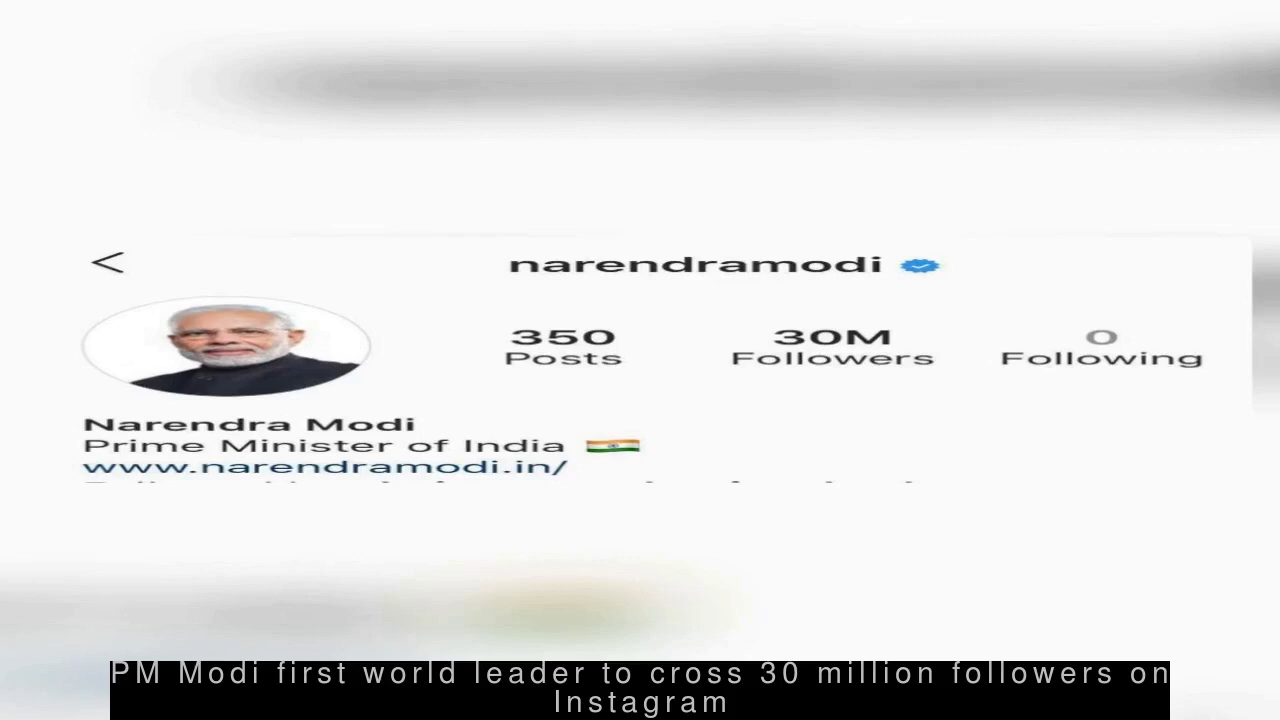 narendramodi
350 30M 0
Posts Followers Following
Narendra Modi
Prime Minister of India
www.narendramodi.in/
PM Modi first world leader to cross 30 million followers on
Instagram